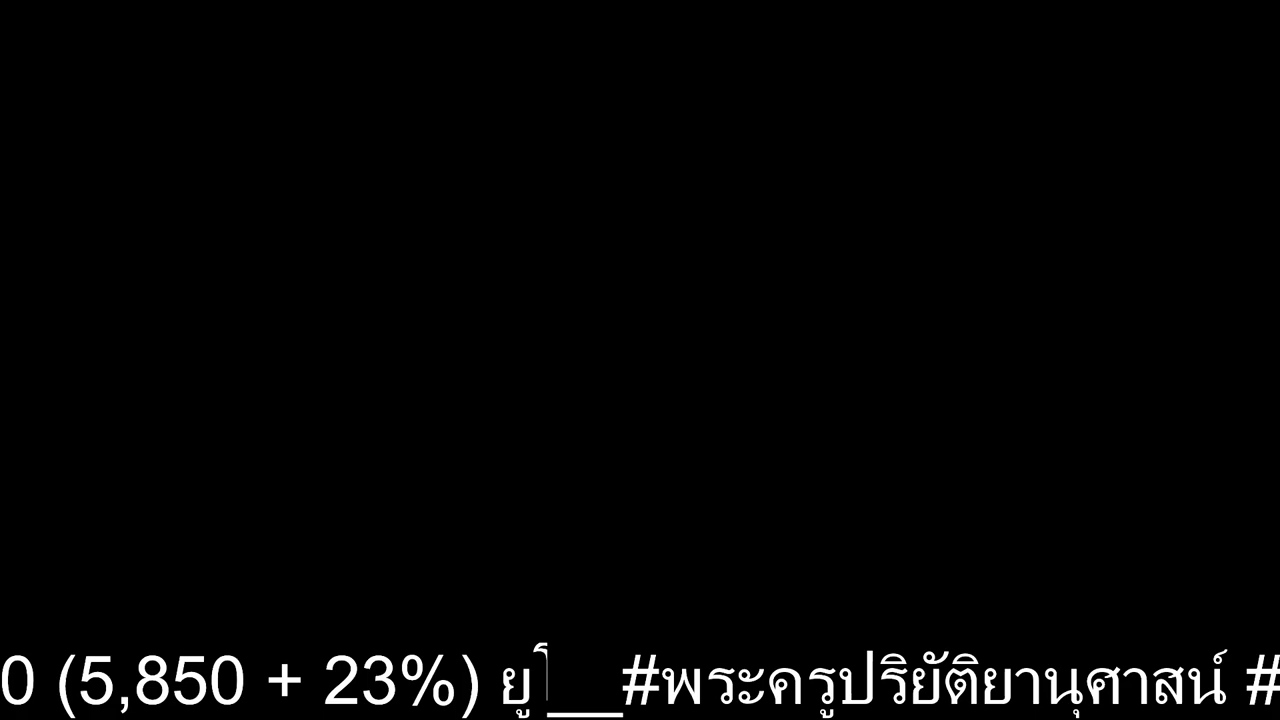 0 (5,850 + 23%) ยู __#พระครูปริยัติยานุศาสน์ #